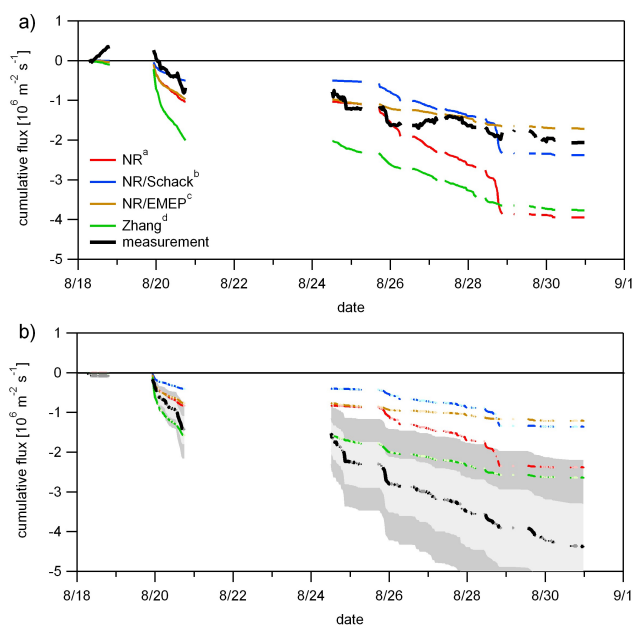 a)
1
0
-1
-2
-3
-4
-5
cumulative flux [10⁶ m⁻² s⁻¹]
NRᵃ
NR/Schackᵇ
NR/EMEPᶜ
Zhangᵈ
measurement
8/18 8/20 8/22 8/24 8/26 8/28 8/30 9/1
date
b)
1
0
-1
-2
-3
-4
-5
cumulative flux [10⁶ m⁻² s⁻¹]
8/18 8/20 8/22 8/24 8/26 8/28 8/30 9/1
date